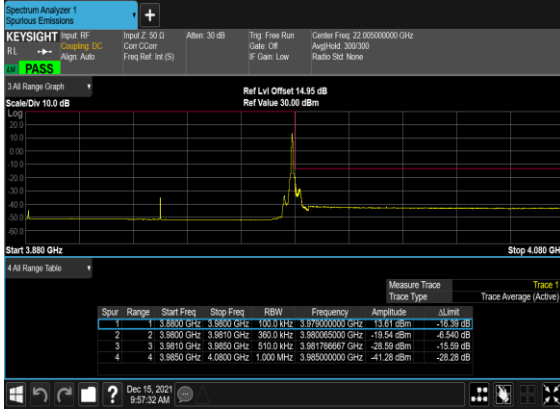 Spectrum Analyzer 1
Spurious Emissions
+
KEYSIGHT Input: RF Input Z: 50 Ω Atten: 30 dB Trig: Free Run Center Freq: 22.005000000 GHz
RL Coupling: DC Corr CCorr Gate: Off Avg|Hold: 300/300
Align: Auto Freq Ref: Int (S) IF Gain: Low Radio Std: None
PASS
3 All Range Graph
Ref Lvl Offset 14.95 dB
Scale/Div 10.0 dB Ref Value 30.00 dBm
Log
20.0
10.0
0.00
-10.0
-20.0
-30.0
-40.0
-50.0
-60.0
Start 3.880 GHz Stop 4.080 GH
4 All Range Table
Measure Trace Trace 1
Trace Type Trace Average (Active)
Spur Range Start Freq Stop Freq RBW Frequency Amplitude ΔLimit
1 1 3.8800 GHz 3.9800 GHz 100.0 kHz 3.979000000 GHz 13.61 dBm -16.39 dB
2 2 3.9800 GHz 3.9810 GHz 360.0 kHz 3.980065000 GHz -19.54 dBm -6.540 dB
3 3 3.9810 GHz 3.9850 GHz 510.0 kHz 3.981766667 GHz -28.59 dBm -15.59 dB
4 4 3.9850 GHz 4.0800 GHz 1.000 MHz 3.985000000 GHz -41.28 dBm -28.28 dB
?
Dec 15, 2021
9:57:32 AM